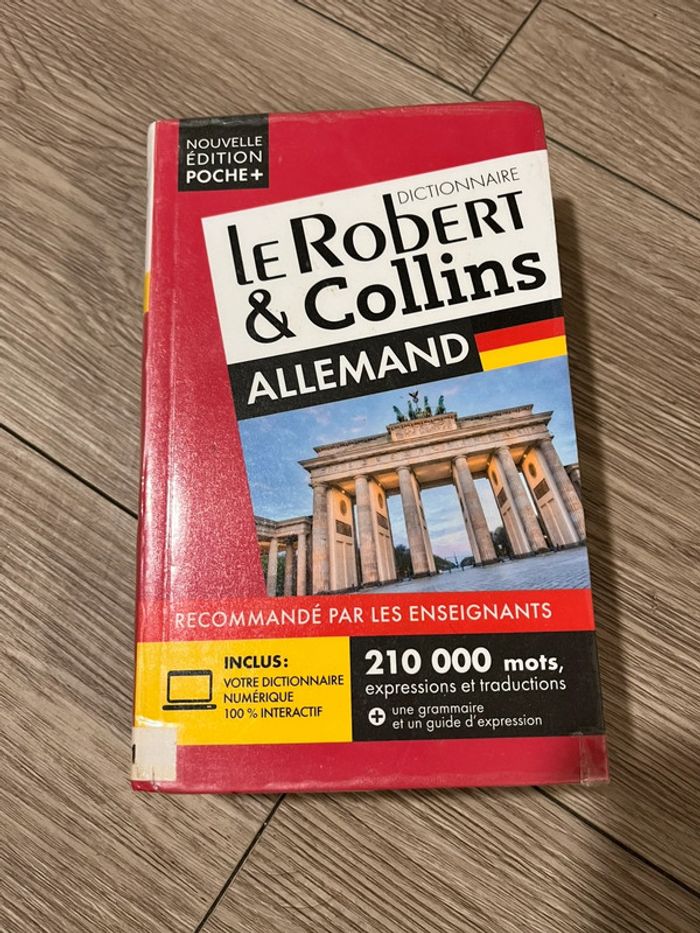 NOUVELLE
ÉDITION
POCHE+
DICTIONNAIRE
LE ROBERT
& Collins
ALLEMAND
RECOMMANDÉ PAR LES ENSEIGNANTS
INCLUS :
VOTRE DICTIONNAIRE
NUMÉRIQUE
100 % INTERACTIF
210 000 mots,
expressions et traductions
+ une grammaire
et un guide d'expression